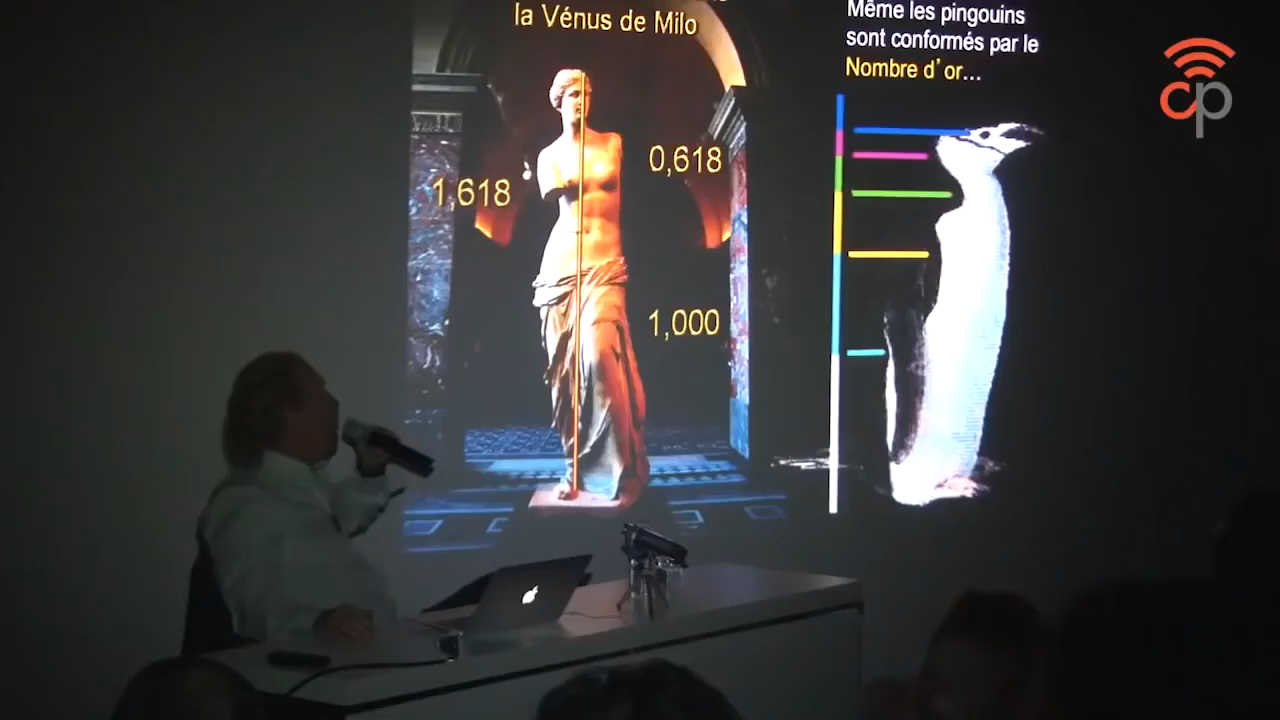 la Vénus de Milo
1,618
0,618
1,000
Même les pingouins
sont conformés par le
Nombre d'or...
cp